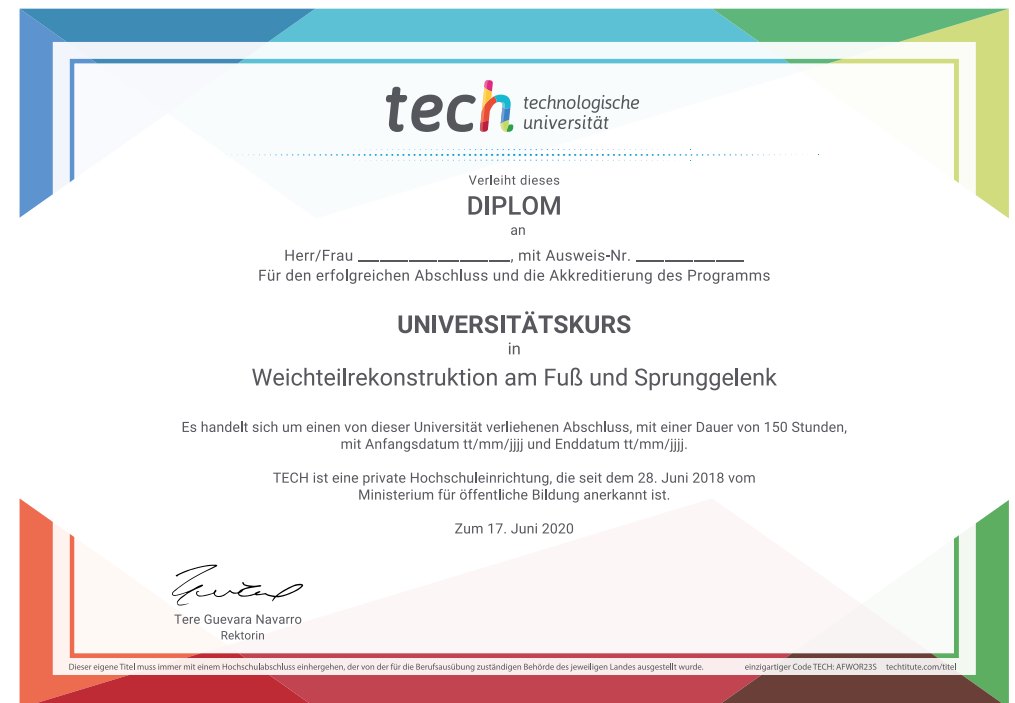 tech technologische
universität
Verleiht dieses
DIPLOM
an
Herr/Frau ________________, mit Ausweis-Nr. ___________
Für den erfolgreichen Abschluss und die Akkreditierung des Programms
UNIVERSITÄTSKURS
in
Weichteilrekonstruktion am Fuß und Sprunggelenk
Es handelt sich um einen von dieser Universität verliehenen Abschluss, mit einer Dauer von 150 Stunden,
mit Anfangsdatum tt/mm/jjjj und Enddatum tt/mm/jjjj.
TECH ist eine private Hochschuleinrichtung, die seit dem 28. Juni 2018 vom
Ministerium für öffentliche Bildung anerkannt ist.
Zum 17. Juni 2020
Tere Guevara Navarro
Rektorin
Dieser eigene Titel muss immer mit einem Hochschulabschluss einhergehen, der von der für die Berufsausübung zuständigen Behörde des jeweiligen Landes ausgestellt wurde. einzigartiger Code TECH: AFWOR23S techtitute.com/titel